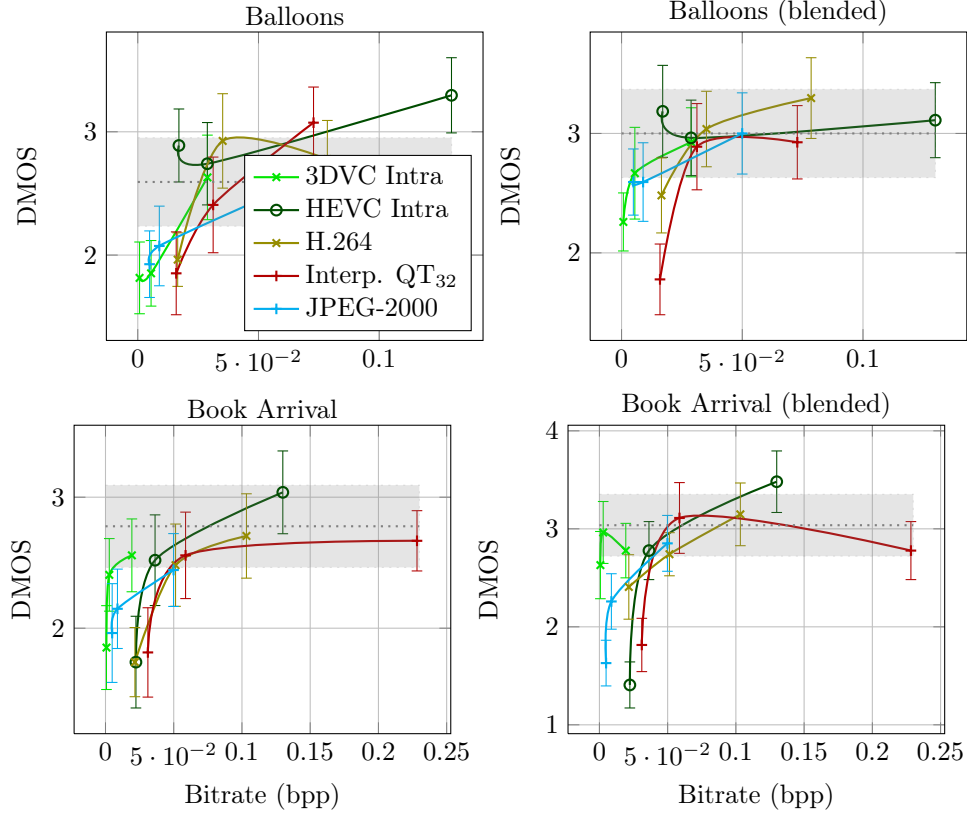 Balloons
DMOS
3
2
0
5 · 10⁻²
0.1
3DVC Intra
HEVC Intra
H.264
Interp. QT₃₂
JPEG-2000
Balloons (blended)
DMOS
3
2
0
5 · 10⁻²
0.1
Book Arrival
DMOS
3
2
0
5 · 10⁻²
0.1
0.15
0.2
0.25
Bitrate (bpp)
Book Arrival (blended)
DMOS
4
3
2
1
0
5 · 10⁻²
0.1
0.15
0.2
0.25
Bitrate (bpp)